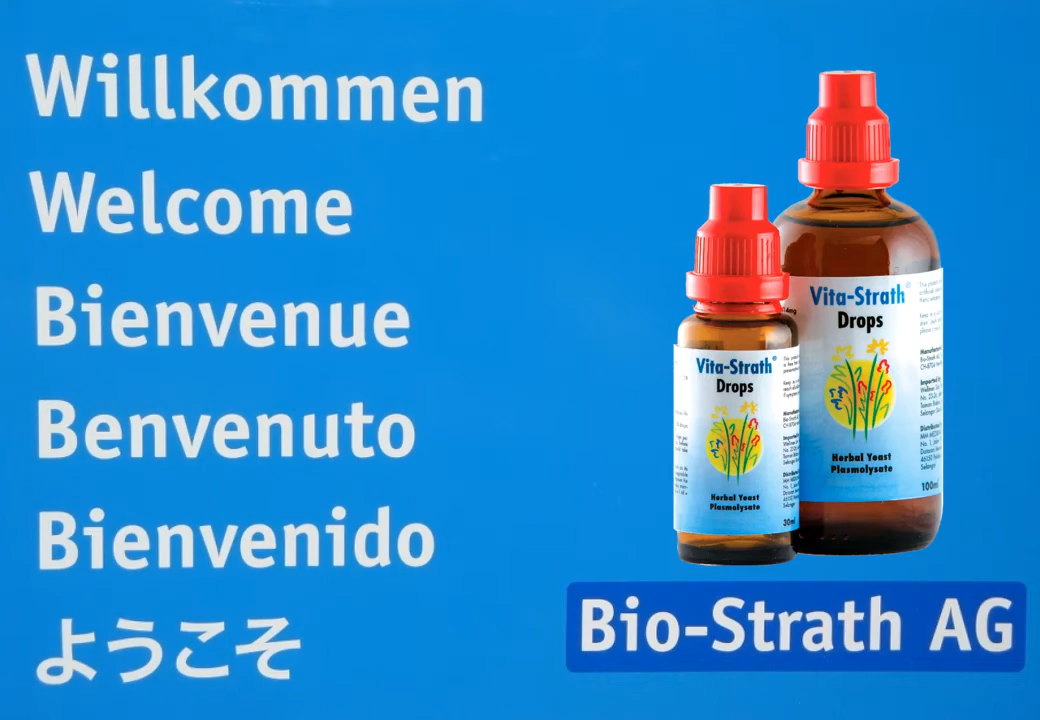 Willkommen
Welcome
Bienvenue
Benvenuto
Bienvenido
ようこそ
Vita-Strath®
Drops
Herbal Yeast
Plasmolysate
30ml
Vita-Strath®
Drops
Herbal Yeast
Plasmolysate
100ml
Bio-Strath AG